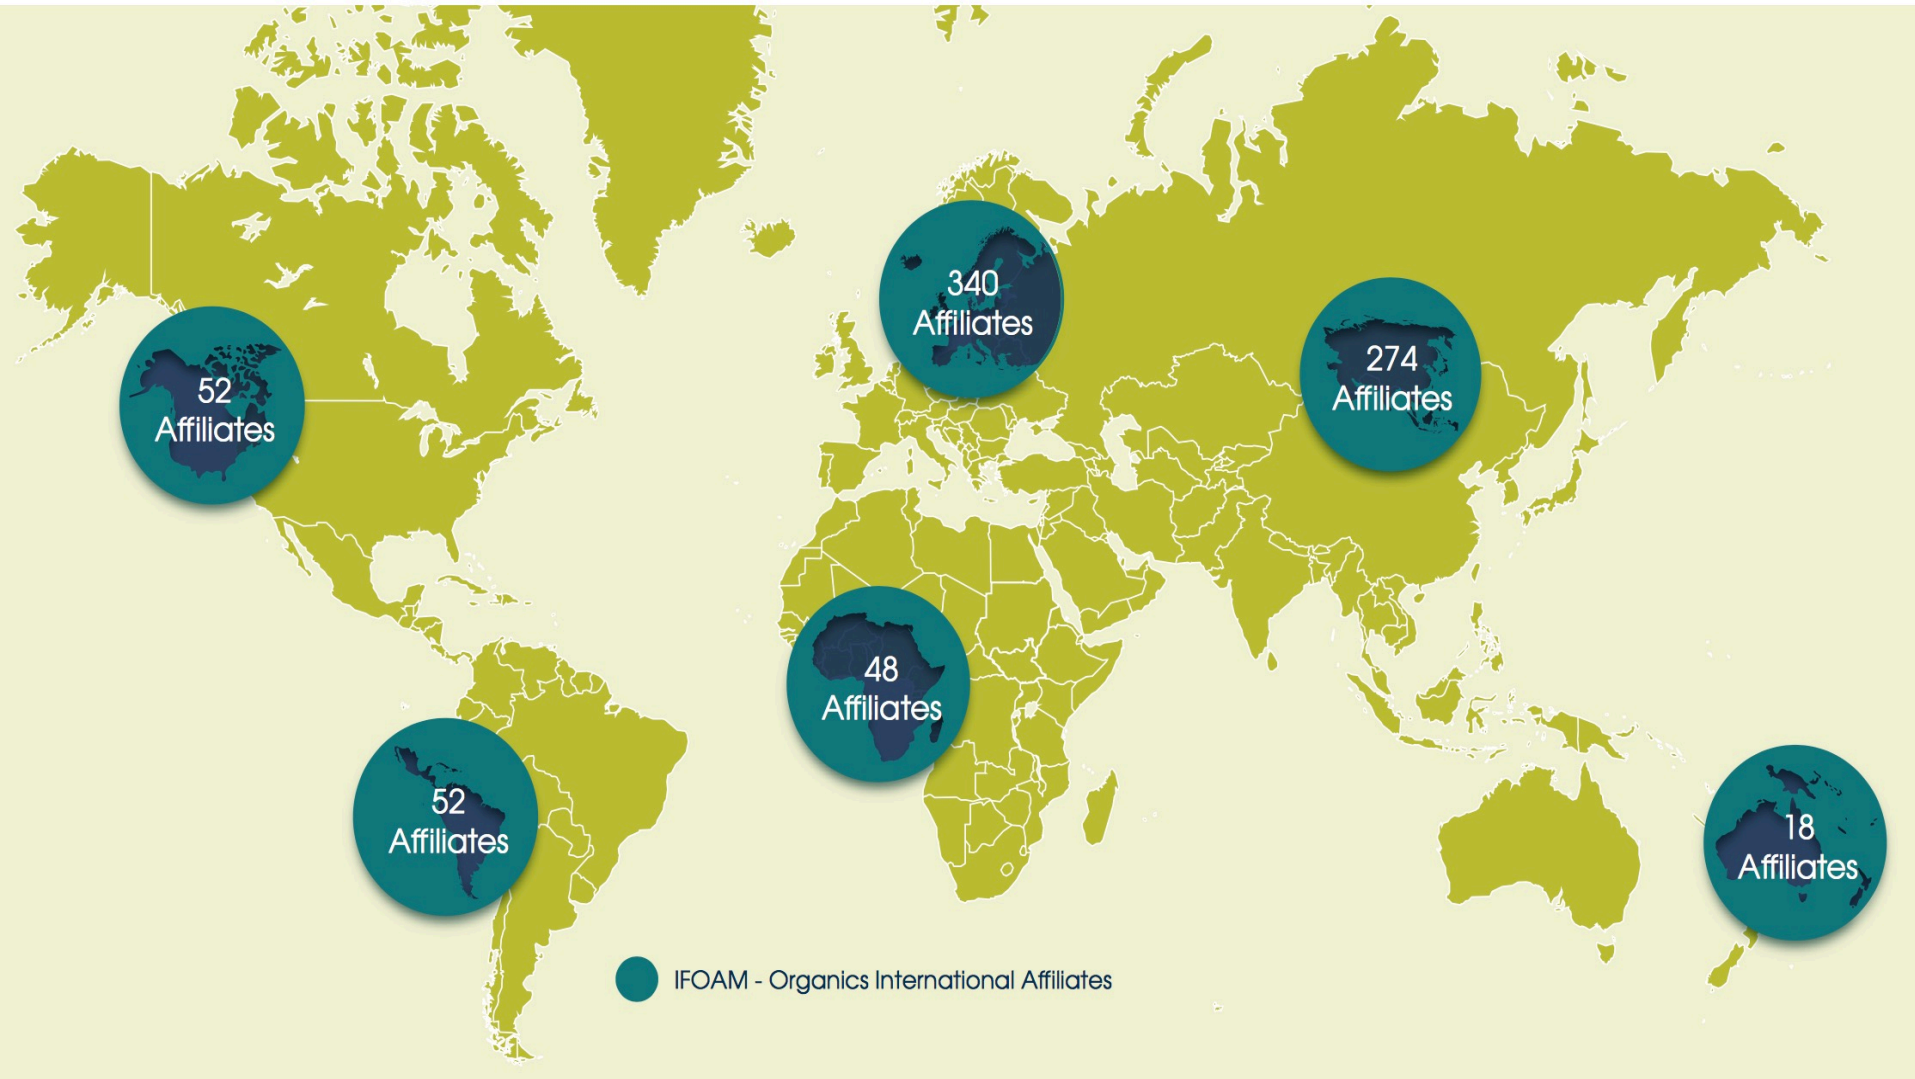 340
Affiliates
274
Affiliates
52
Affiliates
48
Affiliates
52
Affiliates
18
Affiliates
IFOAM - Organics International Affiliates